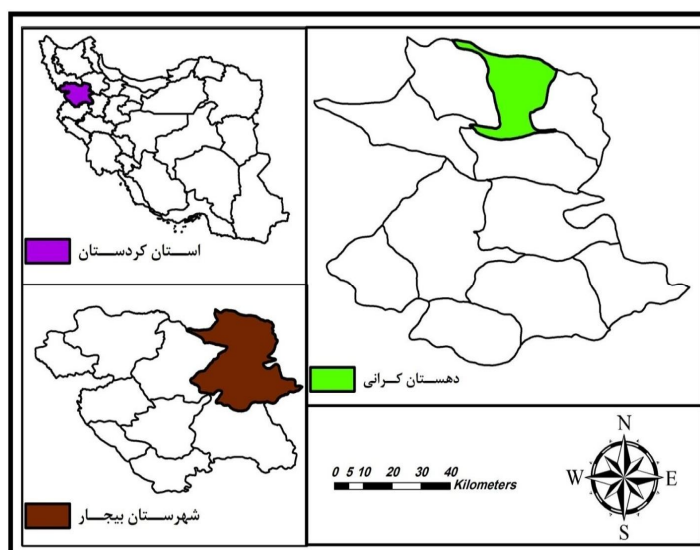 استان کردستان
دهستان کرانی
شهرستان بیجار
N
W E
S
0 5 10 20 30 40
Kilometers